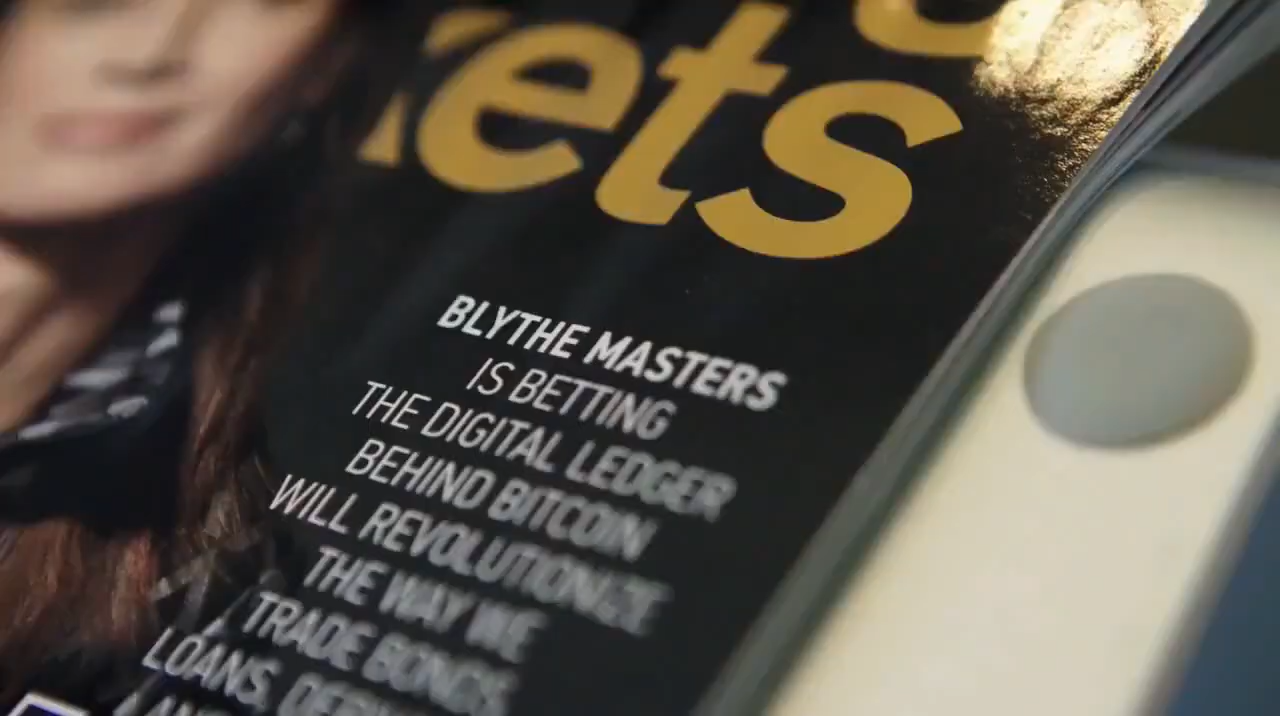 ets
BLYTHE MASTERS
IS BETTING
THE DIGITAL LEDGER
BEHIND BITCOIN
WILL REVOLUTIONIZE
THE WAY WE
TRADE BONDS,
LOANS,